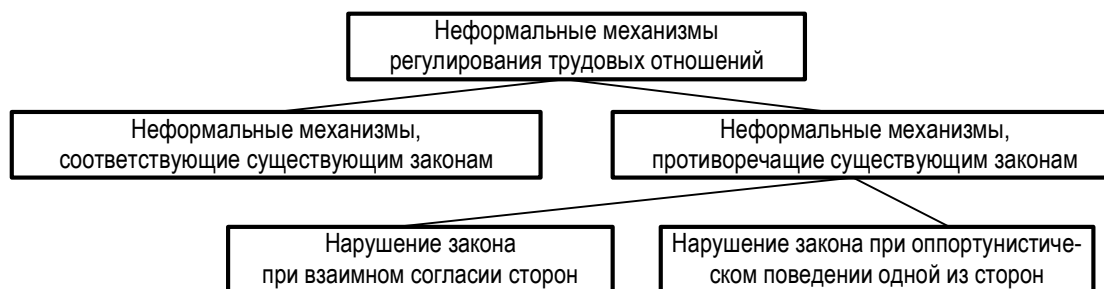 Неформальные механизмы
регулирования трудовых отношений
Неформальные механизмы,
соответствующие существующим законам
Неформальные механизмы,
противоречащие существующим законам
Нарушение закона
при взаимном согласии сторон
Нарушение закона при оппортунистиче-
ском поведении одной из сторон